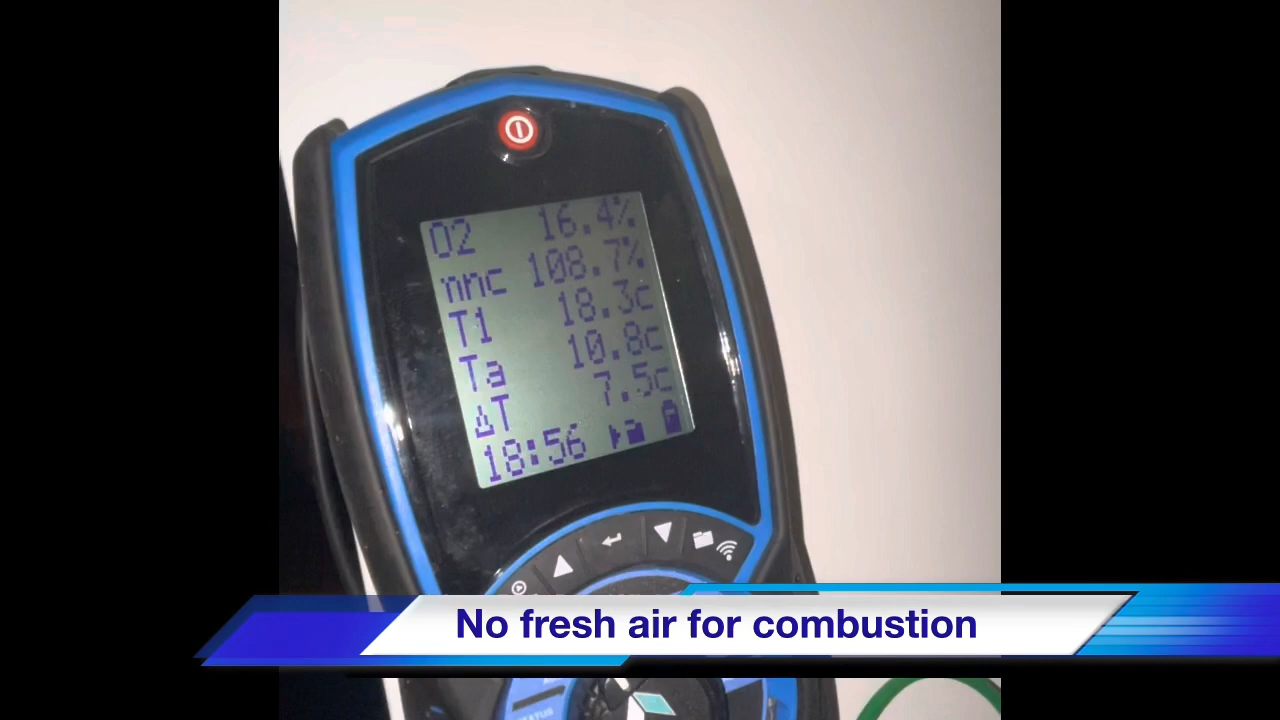 O2 16.4%
nnc 108.7%
T1 18.3c
Ta 10.8c
ΔT 7.5c
18:56
No fresh air for combustion
STATUS